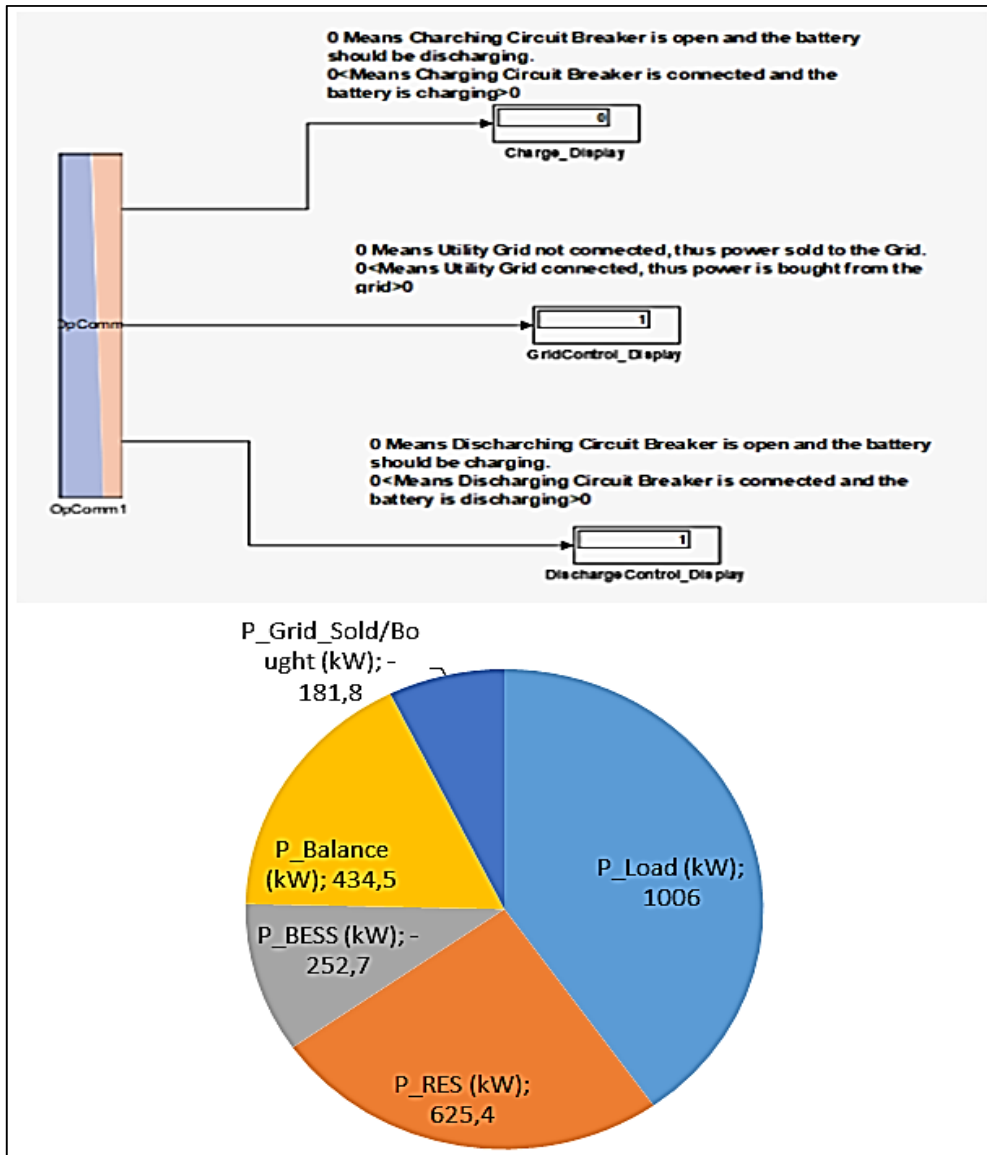 0 Means Charching Circuit Breaker is open and the battery
should be discharging.
0<Means Charging Circuit Breaker is connected and the
battery is charging>0
0
Charge_Display
0 Means Utility Grid not connected, thus power sold to the Grid.
0<Means Utility Grid connected, thus power is bought from the
grid>0
OpComm
1
GridControl_Display
0 Means Discharching Circuit Breaker is open and the battery
should be charging.
0<Means Discharging Circuit Breaker is connected and the
battery is discharging>0
OpComm1
1
DischargeControl_Display
P_Grid_Sold/Bo
ught (kW); -
181,8
P_Balance
(kW); 434,5
P_Load (kW);
1006
P_BESS (kW); -
252,7
P_RES (kW);
625,4